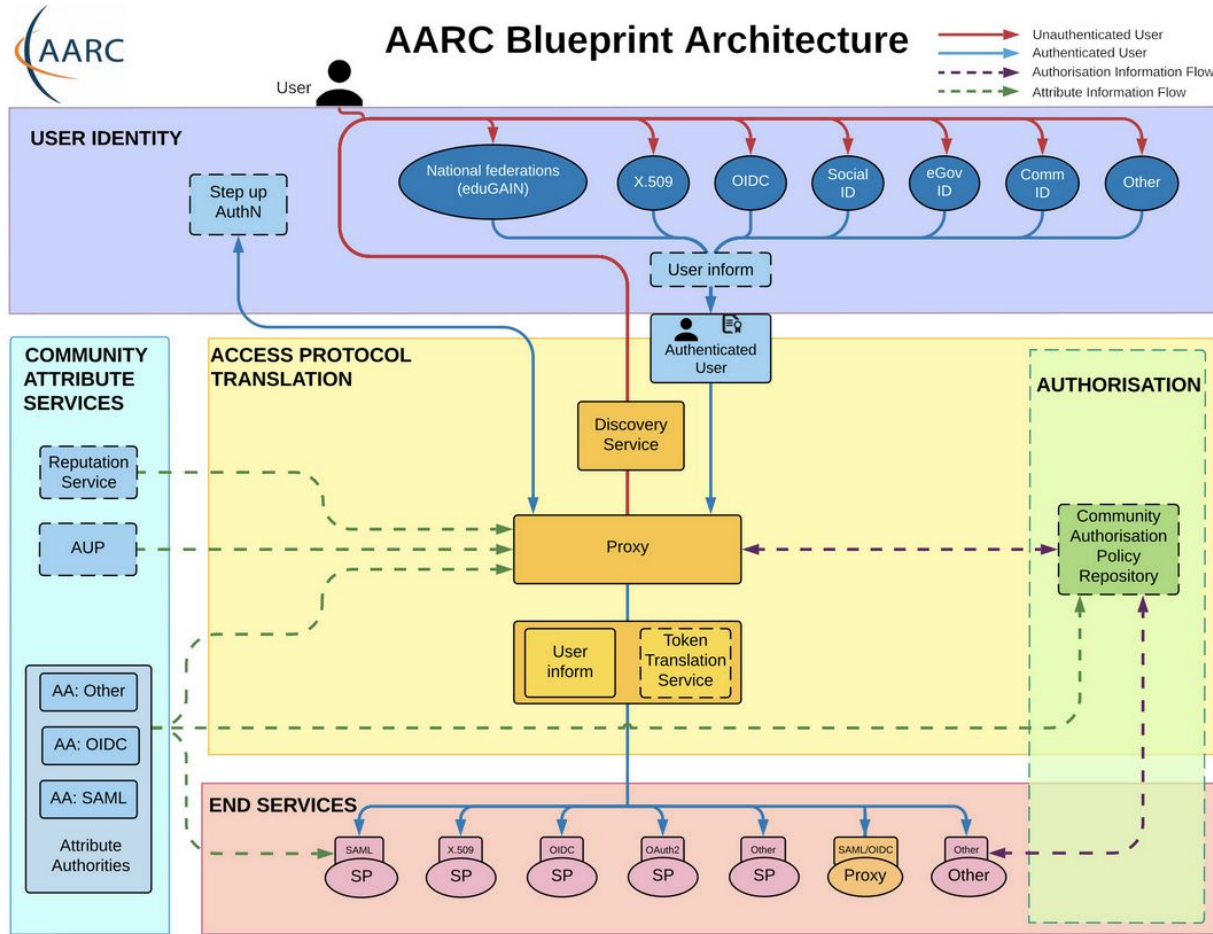 AARC
AARC Blueprint Architecture
Unauthenticated User
Authenticated User
Authorisation Information Flow
Attribute Information Flow
User
USER IDENTITY
Step up
AuthN
National federations
(eduGAIN)
X.509
OIDC
Social
ID
eGov
ID
Comm
ID
Other
User inform
Authenticated
User
COMMUNITY
ATTRIBUTE
SERVICES
Reputation
Service
AUP
AA: Other
AA: OIDC
AA: SAML
Attribute
Authorities
ACCESS PROTOCOL
TRANSLATION
Discovery
Service
Proxy
User
inform
Token
Translation
Service
AUTHORISATION
Community
Authorisation
Policy
Repository
END SERVICES
SAML
SP
X.509
SP
OIDC
SP
OAuth2
SP
Other
SP
SAML/OIDC
Proxy
Other
Other